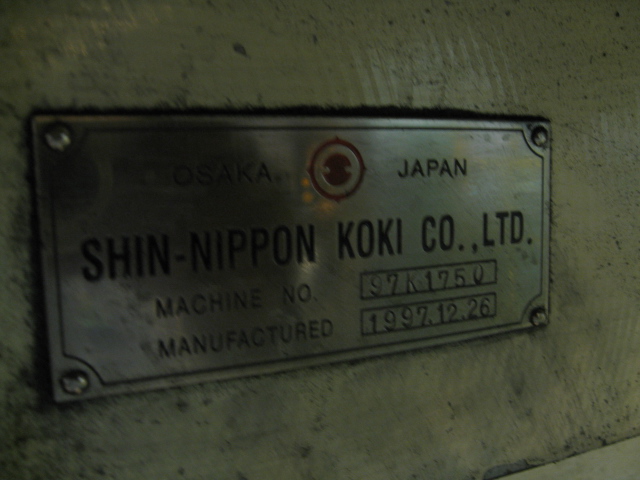 OSAKA JAPAN
SHIN-NIPPON KOKI CO.,LTD.
MACHINE NO. 97K1750
MANUFACTURED 1997.12.26